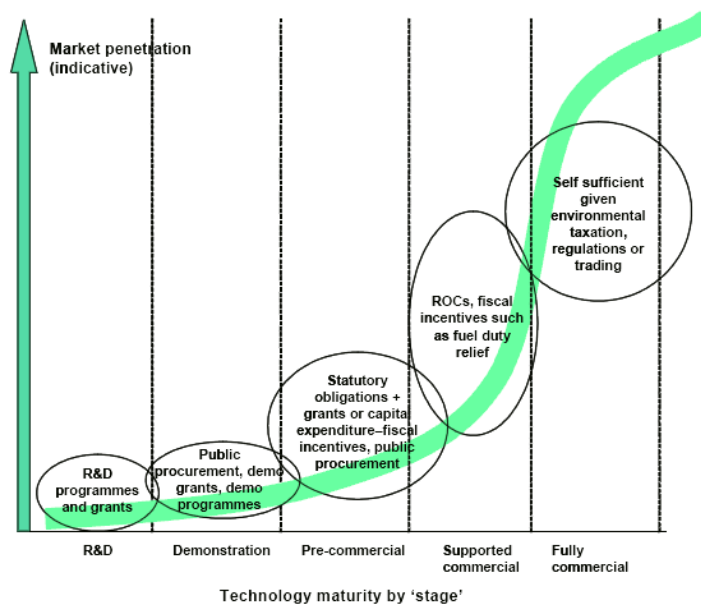 Market penetration
(indicative)
Self sufficient
given
environmental
taxation,
regulations or
trading
ROCs, fiscal
incentives such
as fuel duty
relief
Statutory
obligations +
grants or capital
expenditure–fiscal
incentives, public
procurement
Public
procurement, demo
grants, demo
programmes
R&D
programmes
and grants
R&D
Demonstration
Pre-commercial
Supported
commercial
Fully
commercial
Technology maturity by ‘stage’